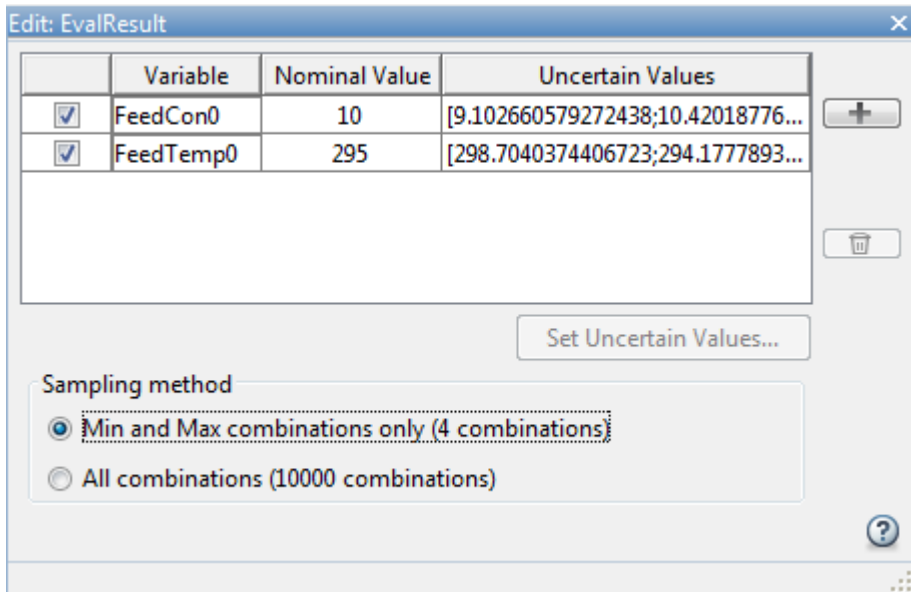 Edit: EvalResult
Variable Nominal Value Uncertain Values
FeedCon0 10 [9.102660579272438;10.42018776...
FeedTemp0 295 [298.7040374406723;294.1777893...
Set Uncertain Values...
Sampling method
Min and Max combinations only (4 combinations)
All combinations (10000 combinations)